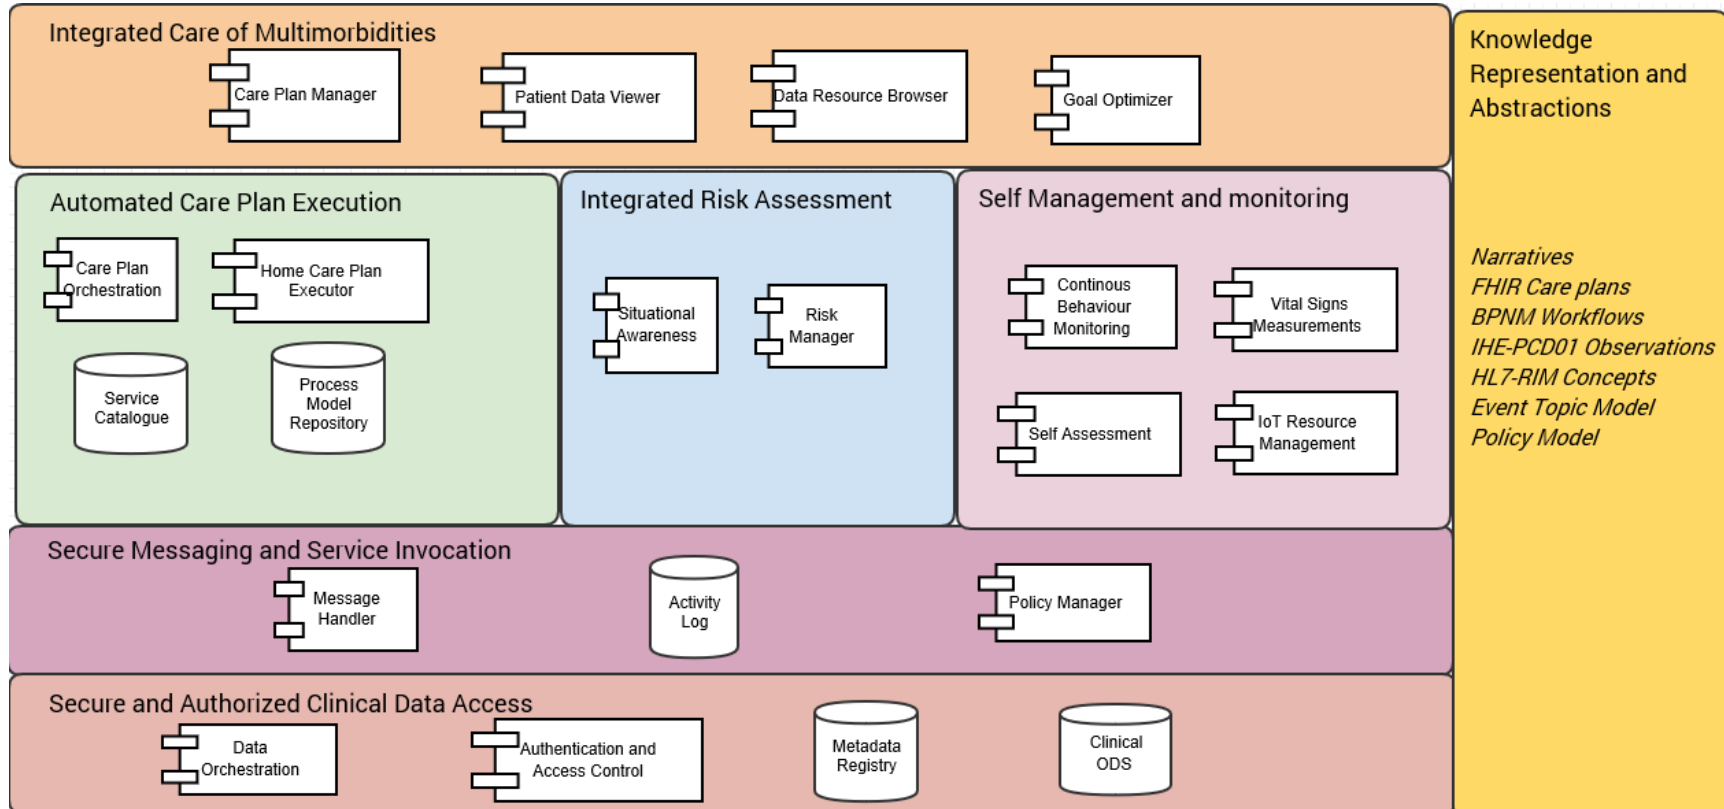 Integrated Care of Multimorbidities
Care Plan Manager
Patient Data Viewer
Data Resource Browser
Goal Optimizer
Knowledge
Representation and
Abstractions
Narratives
FHIR Care plans
BPNM Workflows
IHE-PCD01 Observations
HL7-RIM Concepts
Event Topic Model
Policy Model
Automated Care Plan Execution
Care Plan
Orchestration
Home Care Plan
Executor
Service
Catalogue
Process
Model
Repository
Integrated Risk Assessment
Situational
Awareness
Risk
Manager
Self Management and monitoring
Continous
Behaviour
Monitoring
Vital Signs
Measurements
Self Assessment
IoT Resource
Management
Secure Messaging and Service Invocation
Message
Handler
Activity
Log
Policy Manager
Secure and Authorized Clinical Data Access
Data
Orchestration
Authentication and
Access Control
Metadata
Registry
Clinical
ODS